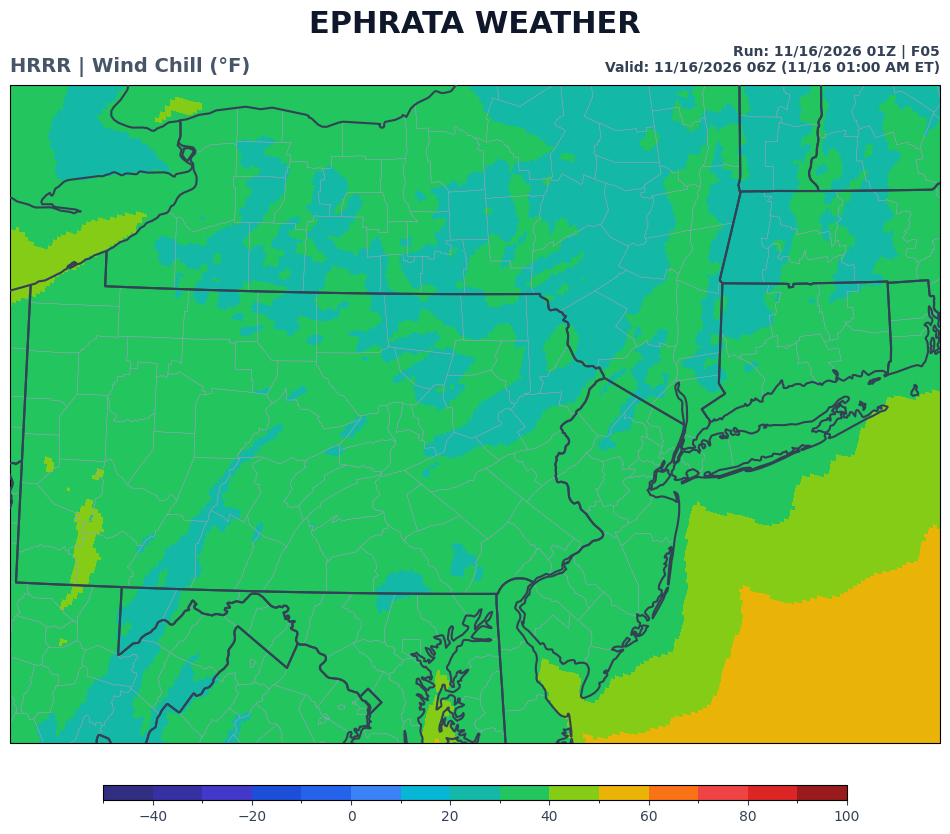 EPHRATA WEATHER
HRRR | Wind Chill (°F)
Run: 11/16/2026 01Z | F05
Valid: 11/16/2026 06Z (11/16 01:00 AM ET)
−40 −20 0 20 40 60 80 100